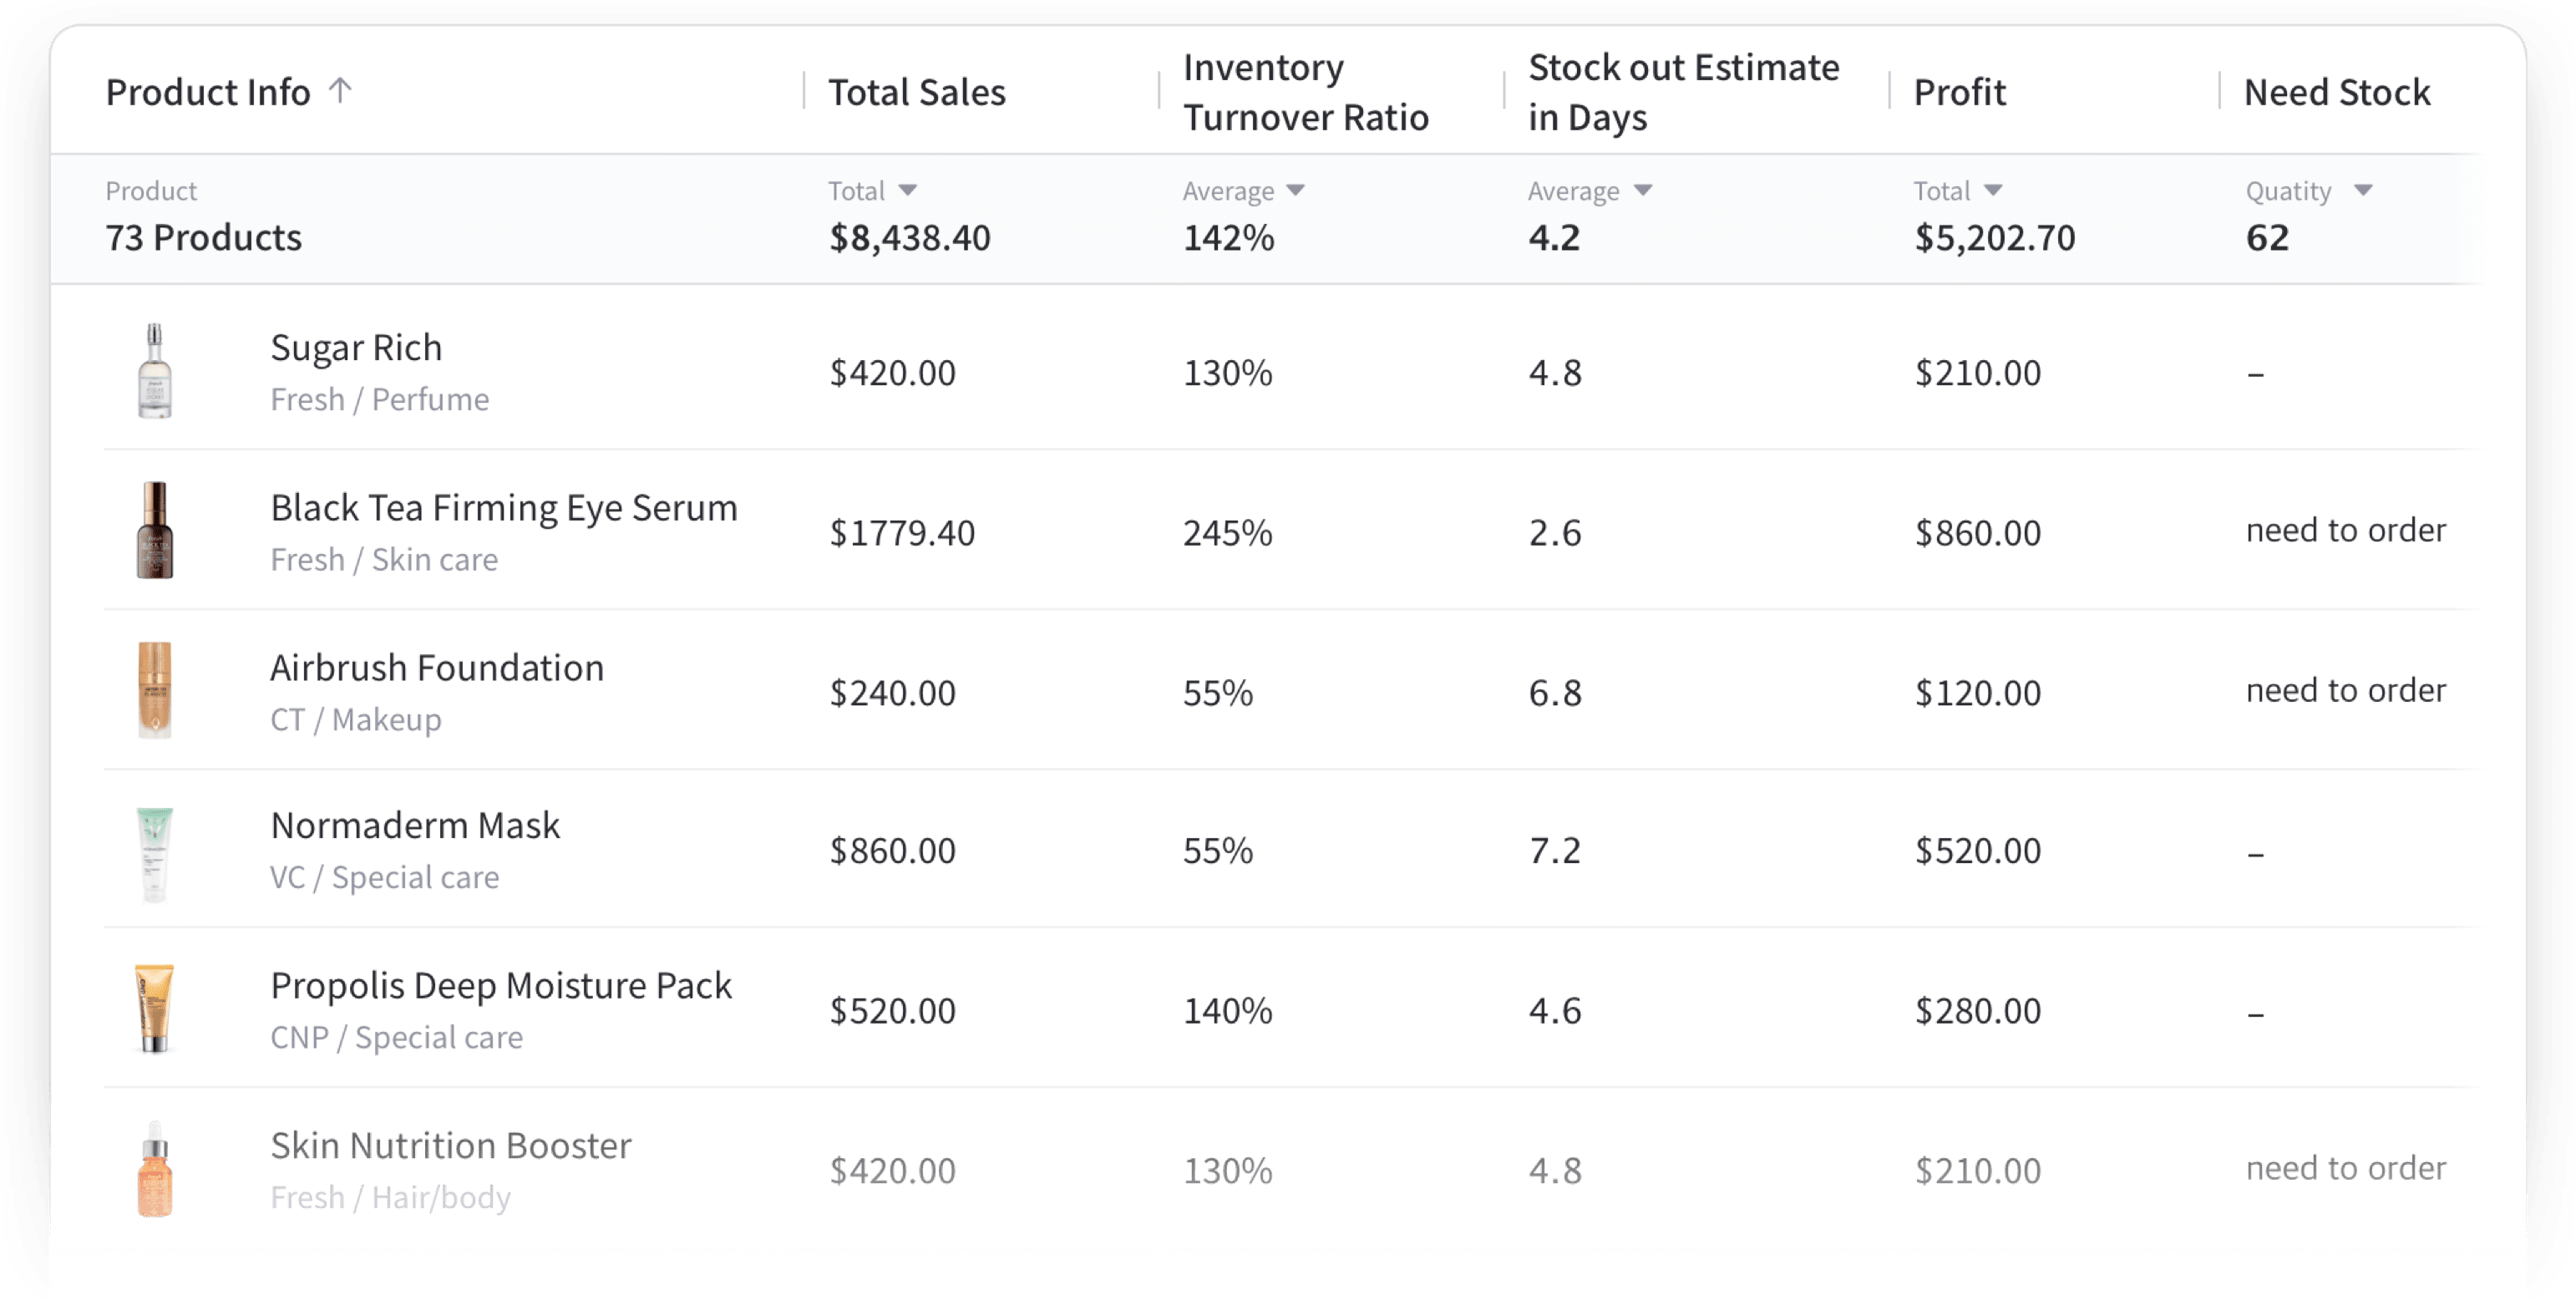 Product Info ↑ Total Sales Inventory Turnover Ratio Stock out Estimate in Days Profit Need Stock
Product Total Average Average Total Quatity
73 Products $8,438.40 142% 4.2 $5,202.70 62
Sugar Rich
Fresh / Perfume
$420.00 130% 4.8 $210.00 –
Black Tea Firming Eye Serum
Fresh / Skin care
$1779.40 245% 2.6 $860.00 need to order
Airbrush Foundation
CT / Makeup
$240.00 55% 6.8 $120.00 need to order
Normaderm Mask
VC / Special care
$860.00 55% 7.2 $520.00 –
Propolis Deep Moisture Pack
CNP / Special care
$520.00 140% 4.6 $280.00 –
Skin Nutrition Booster
Fresh / Hair/body
$420.00 130% 4.8 $210.00 need to order